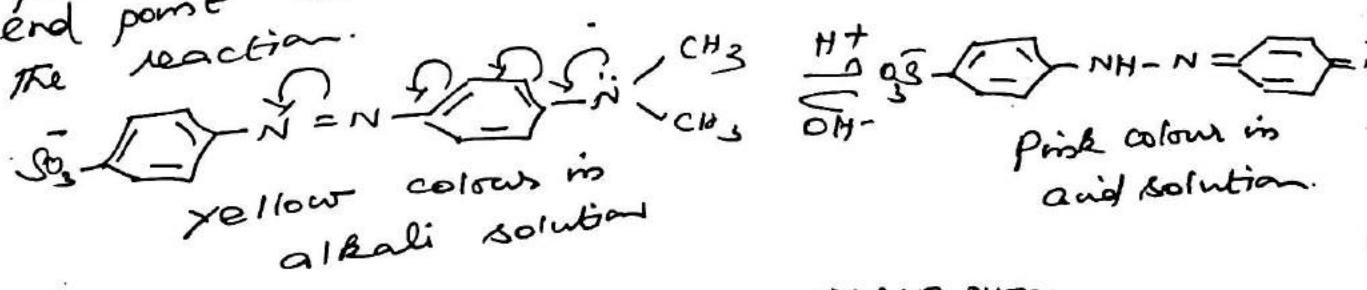 end point
the reaction.
SO3- N = N N̈ CH3 CH3 H+ OH- O3S̄ NH - N =
yellow colour in
alkali solution
Pink colour in
acid solution.